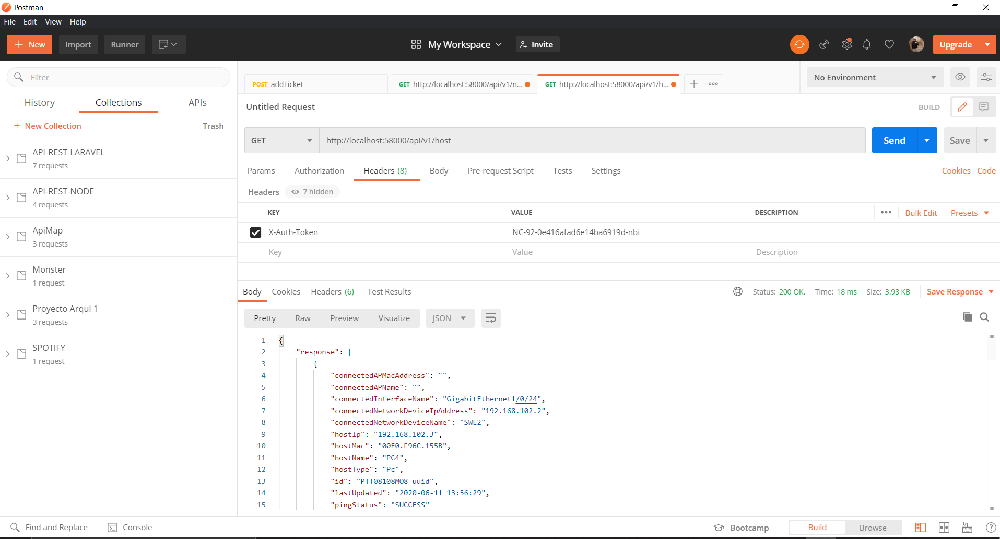 Postman
File Edit View Help
New Import Runner My Workspace Invite Upgrade
Filter
History Collections APIs
+ New Collection Trash
API-REST-LARAVEL
7 requests
API-REST-NODE
4 requests
ApiMap
3 requests
Monster
1 request
Proyecto Arqui 1
3 requests
SPOTIFY
1 request
POST addTicket GET http://localhost:58000/api/v1/n... GET http://localhost:58000/api/v1/h... No Environment
Untitled Request BUILD
GET http://localhost:58000/api/v1/host Send Save
Params Authorization Headers (8) Body Pre-request Script Tests Settings Cookies Code
Headers 7 hidden
KEY VALUE DESCRIPTION Bulk Edit Presets
X-Auth-Token NC-92-0e416afad6e14ba6919d-nbi
Key Value Description
Body Cookies Headers (6) Test Results Status: 200 OK. Time: 18 ms Size: 3.93 KB Save Response
Pretty Raw Preview Visualize JSON
1 {
2 "response": [
3 {
4 "connectedAPMacAddress": "",
5 "connectedAPName": "",
6 "connectedInterfaceName": "GigabitEthernet1/0/24",
7 "connectedNetworkDeviceIpAddress": "192.168.102.2",
8 "connectedNetworkDeviceName": "SWL2",
9 "hostIp": "192.168.102.3",
10 "hostMac": "00E0.F96C.155B",
11 "hostName": "PC4",
12 "hostType": "Pc",
13 "id": "PTT08108MO8-uuid",
14 "lastUpdated": "2020-06-11 13:56:29",
15 "pingStatus": "SUCCESS"
Find and Replace Console Bootcamp Build Browse